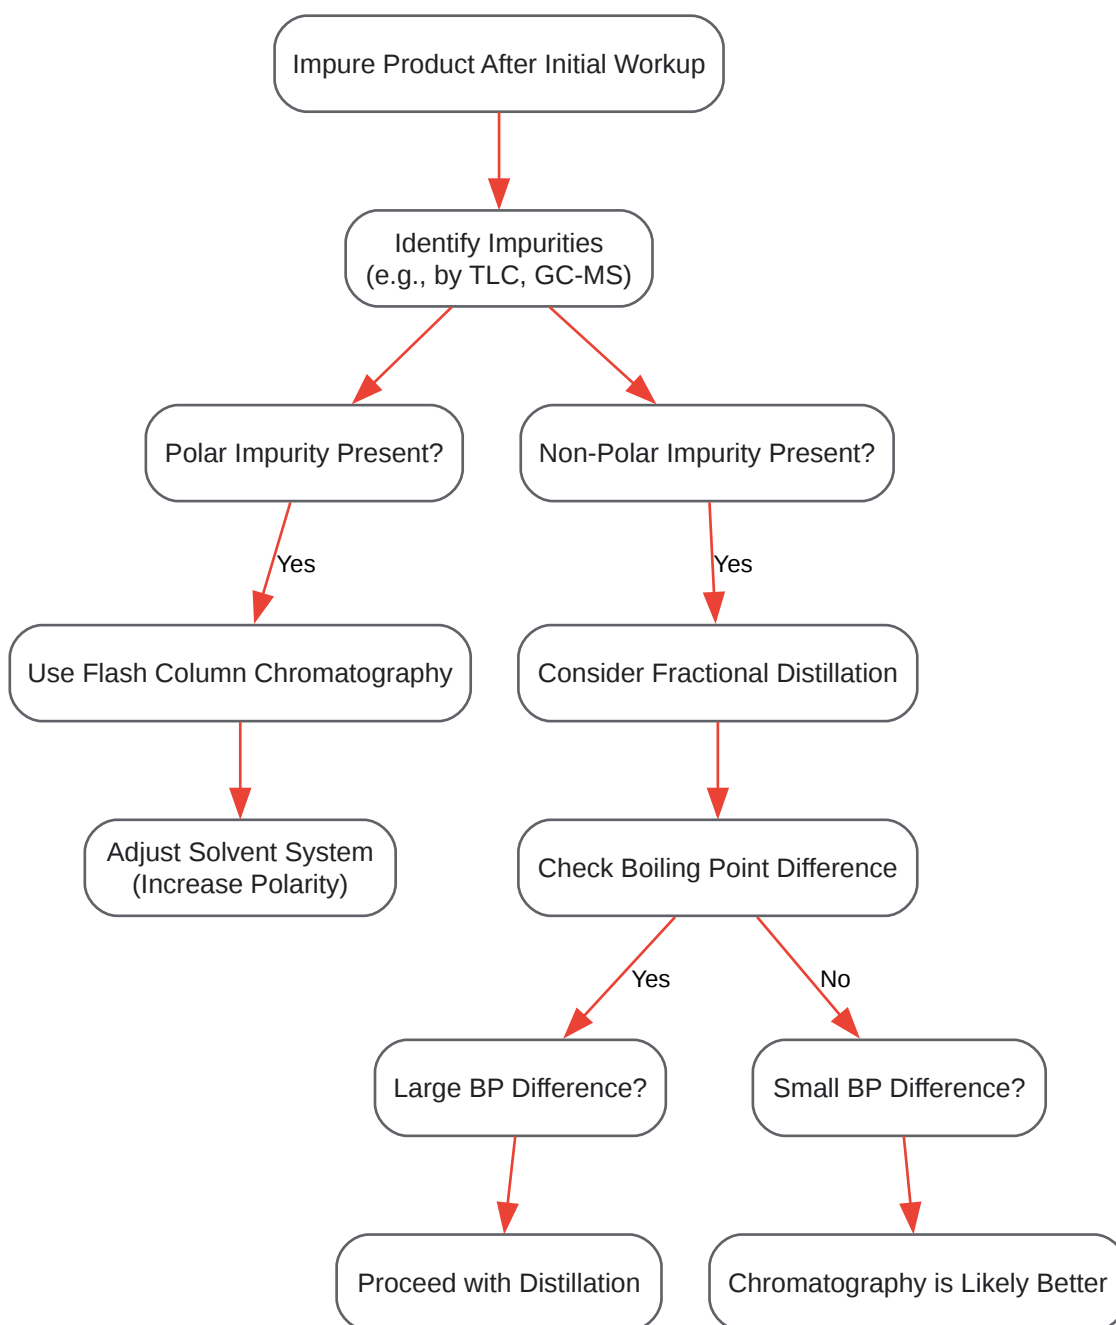 Impure Product After Initial Workup
Identify Impurities
(e.g., by TLC, GC-MS)
Polar Impurity Present?
Non-Polar Impurity Present?
Yes
Yes
Use Flash Column Chromatography
Consider Fractional Distillation
Adjust Solvent System
(Increase Polarity)
Check Boiling Point Difference
Yes
No
Large BP Difference?
Small BP Difference?
Proceed with Distillation
Chromatography is Likely Better